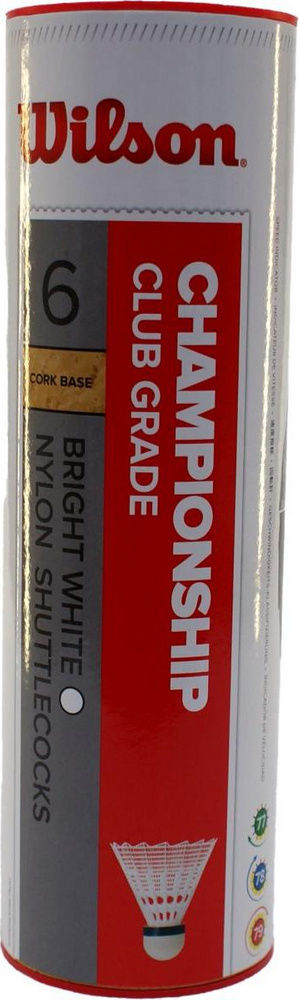 Wilson.
CHAMPIONSHIP
CLUB GRADE
6
CORK BASE
BRIGHT WHITE
NYLON SHUTTLECOCKS
77
78
79